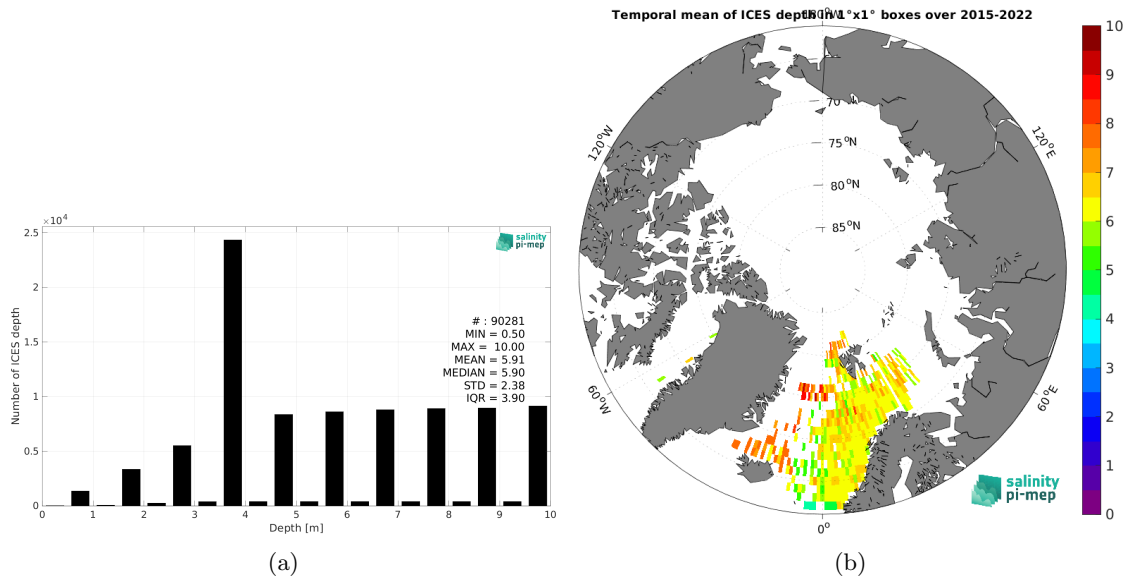 Temporal mean of ICES depth in 1°x1° boxes over 2015-2022
180°W
×10⁴
2.5
2
1.5
1
0.5
0
Number of ICES depth
salinity
pi-mep
# : 90281
MIN = 0.50
MAX = 10.00
MEAN = 5.91
MEDIAN = 5.90
STD = 2.38
IQR = 3.90
0 1 2 3 4 5 6 7 8 9 10
Depth [m]
(a)
120°W
70°N
75°N
80°N
85°N
120°E
60°W
60°E
0°
salinity
pi-mep
10
9
8
7
6
5
4
3
2
1
0
(b)